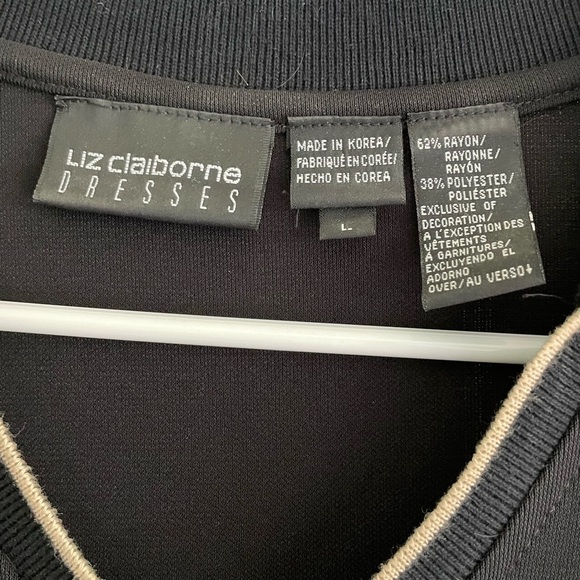 Liz claiborne
DRESSES
MADE IN KOREA/
FABRIQUÉ EN CORÉE/
HECHO EN COREA
L
62% RAYON/
RAYONNE/
RAYÓN
38% POLYESTER/
POLIÉSTER
EXCLUSIVE OF
DECORATION/
A L'EXCEPTION DES
VÊTEMENTS
A GARNITURES/
EXCLUYENDO EL
ADORNO
OVER/AU VERSO↓